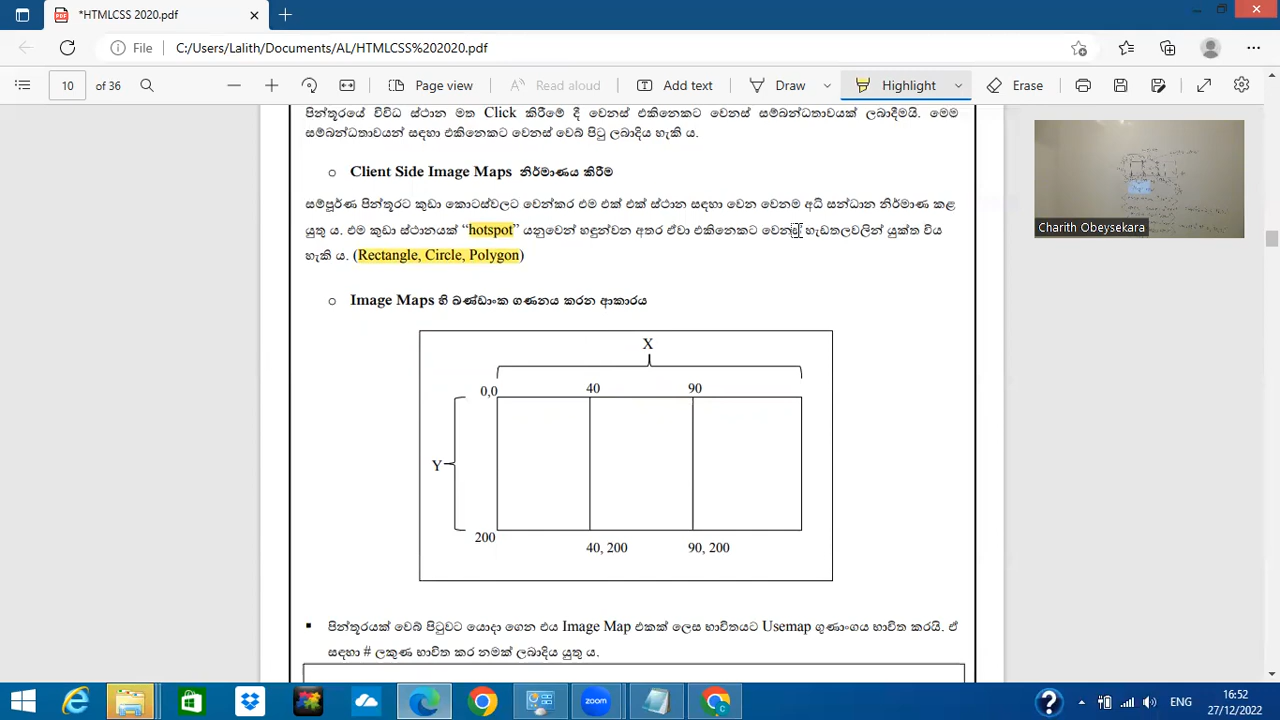 *HTMLCSS 2020.pdf
File
C:/Users/Lalith/Documents/AL/HTMLCSS%202020.pdf
10
of 36
Page view
Read aloud
Add text
Draw
Highlight
Erase
පින්තූරයේ විවිධ ස්ථාන මත Click කිරීමේ දී වෙනස් එකිනෙකට වෙනස් සම්බන්ධතාවයක් ලබාදීමයි. මෙම
සම්බන්ධතාවයන් සඳහා එකිනෙකට වෙනස් වෙබ් පිටු ලබාදිය හැකි ය.
Client Side Image Maps නිර්මාණය කිරීම
සම්පූර්ණ පින්තූරට කුඩා කොටස්වලට වෙන්කර එම එක් එක් ස්ථාන සඳහා වෙන වෙනම අධි සන්ධාන නිර්මාණ කළ
යුතු ය. එම කුඩා ස්ථානයක් “hotspot” යනුවෙන් හඳුන්වන අතර ඒවා එකිනෙකට වෙනම් හැඩතලවලින් යුක්ත විය
හැකි ය. (Rectangle, Circle, Polygon)
Image Maps හි ඛණ්ඩාංක ගණනය කරන ආකාරය
X
0,0
40
90
Y
200
40, 200
90, 200
පින්තූරයක් වෙබ් පිටුවට යොදා ගෙන එය Image Map එකක් ලෙස භාවිතයට Usemap ගුණාංගය භාවිත කරයි. ඒ
සඳහා # ලකුණ භාවිත කර නමක් ලබාදිය යුතු ය.
Charith Obeysekara
zoom
ENG
16:52
27/12/2022